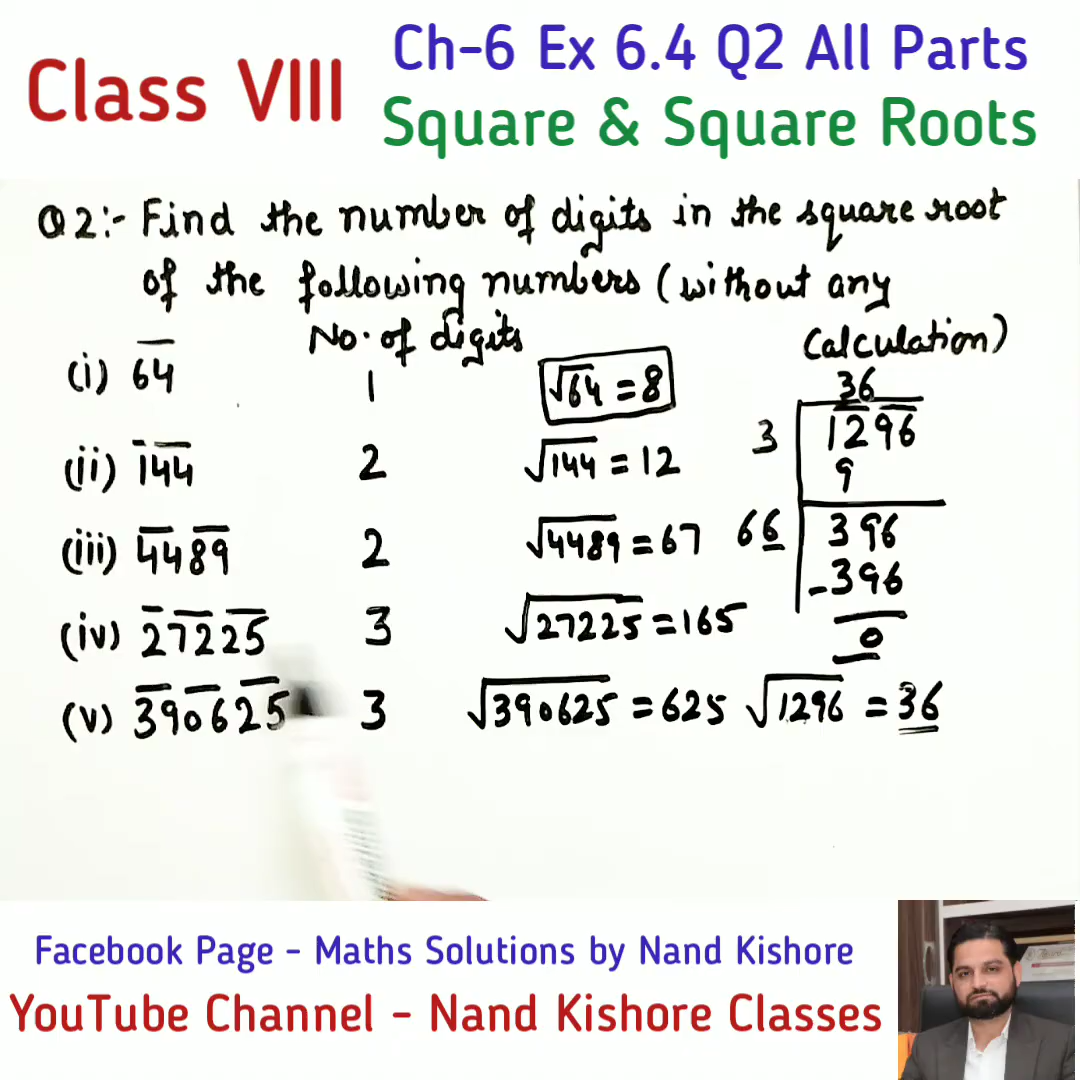 Class VIII
Ch-6 Ex 6.4 Q2 All Parts
Square & Square Roots
Q2:- Find the number of digits in the square root
of the following numbers (without any
Calculation)
No. of digits
(i) 64 1 √64 = 8
(ii) 144 2 √144 = 12
(iii) 4489 2 √4489 = 67
(iv) 27225 3 √27225 = 165
(v) 390625 3 √390625 = 625
36
3 1296
9
66 396
-396
0
√1296 = 36
Facebook Page - Maths Solutions by Nand Kishore
YouTube Channel - Nand Kishore Classes